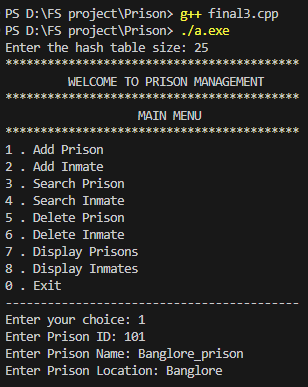 PS D:\FS project\Prison> g++ final3.cpp
PS D:\FS project\Prison> ./a.exe
Enter the hash table size: 25
******************************************
WELCOME TO PRISON MANAGEMENT
******************************************
MAIN MENU
******************************************
1 . Add Prison
2 . Add Inmate
3 . Search Prison
4 . Search Inmate
5 . Delete Prison
6 . Delete Inmate
7 . Display Prisons
8 . Display Inmates
0 . Exit
------------------------------------------
Enter your choice: 1
Enter Prison ID: 101
Enter Prison Name: Banglore_prison
Enter Prison Location: Banglore